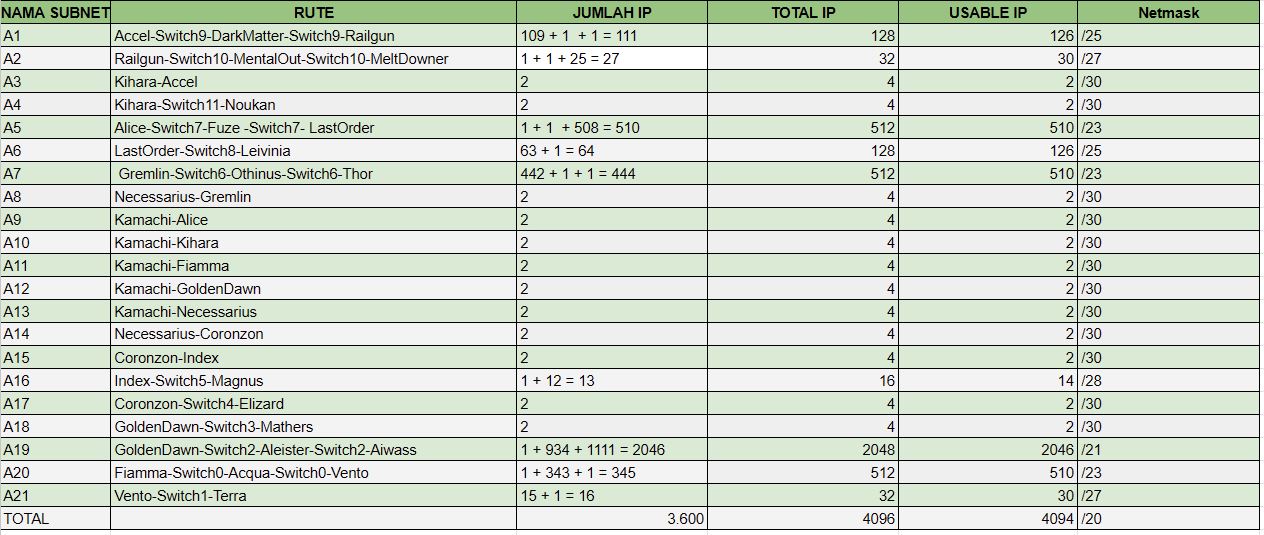 NAMA SUBNET RUTE JUMLAH IP TOTAL IP USABLE IP Netmask
A1 Accel-Switch9-DarkMatter-Switch9-Railgun 109 + 1 + 1 = 111 128 126 /25
A2 Railgun-Switch10-MentalOut-Switch10-MeltDowner 1 + 1 + 25 = 27 32 30 /27
A3 Kihara-Accel 2 4 2 /30
A4 Kihara-Switch11-Noukan 2 4 2 /30
A5 Alice-Switch7-Fuze -Switch7- LastOrder 1 + 1 + 508 = 510 512 510 /23
A6 LastOrder-Switch8-Leivinia 63 + 1 = 64 128 126 /25
A7 Gremlin-Switch6-Othinus-Switch6-Thor 442 + 1 + 1 = 444 512 510 /23
A8 Necessarius-Gremlin 2 4 2 /30
A9 Kamachi-Alice 2 4 2 /30
A10 Kamachi-Kihara 2 4 2 /30
A11 Kamachi-Fiamma 2 4 2 /30
A12 Kamachi-GoldenDawn 2 4 2 /30
A13 Kamachi-Necessarius 2 4 2 /30
A14 Necessarius-Coronzon 2 4 2 /30
A15 Coronzon-Index 2 4 2 /30
A16 Index-Switch5-Magnus 1 + 12 = 13 16 14 /28
A17 Coronzon-Switch4-Elizard 2 4 2 /30
A18 GoldenDawn-Switch3-Mathers 2 4 2 /30
A19 GoldenDawn-Switch2-Aleister-Switch2-Aiwass 1 + 934 + 1111 = 2046 2048 2046 /21
A20 Fiamma-Switch0-Acqua-Switch0-Vento 1 + 343 + 1 = 345 512 510 /23
A21 Vento-Switch1-Terra 15 + 1 = 16 32 30 /27
TOTAL 3.600 4096 4094 /20